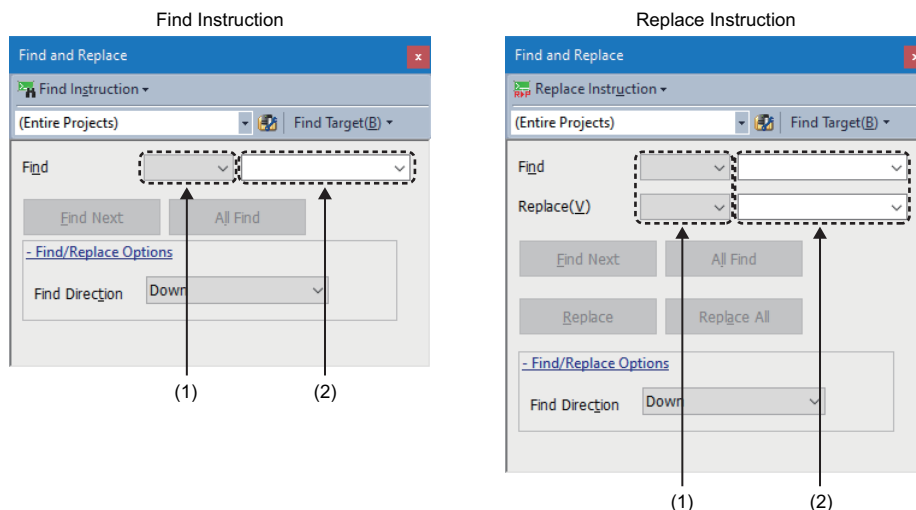 Find Instruction
Find and Replace
x
Find Instruction
(Entire Projects)
Find Target(B)
Find
Find Next
All Find
- Find/Replace Options
Find Direction
Down
(1)
(2)
Replace Instruction
Find and Replace
x
Replace Instruction
(Entire Projects)
Find Target(B)
Find
Replace(V)
Find Next
All Find
Replace
Replace All
- Find/Replace Options
Find Direction
Down
(1)
(2)